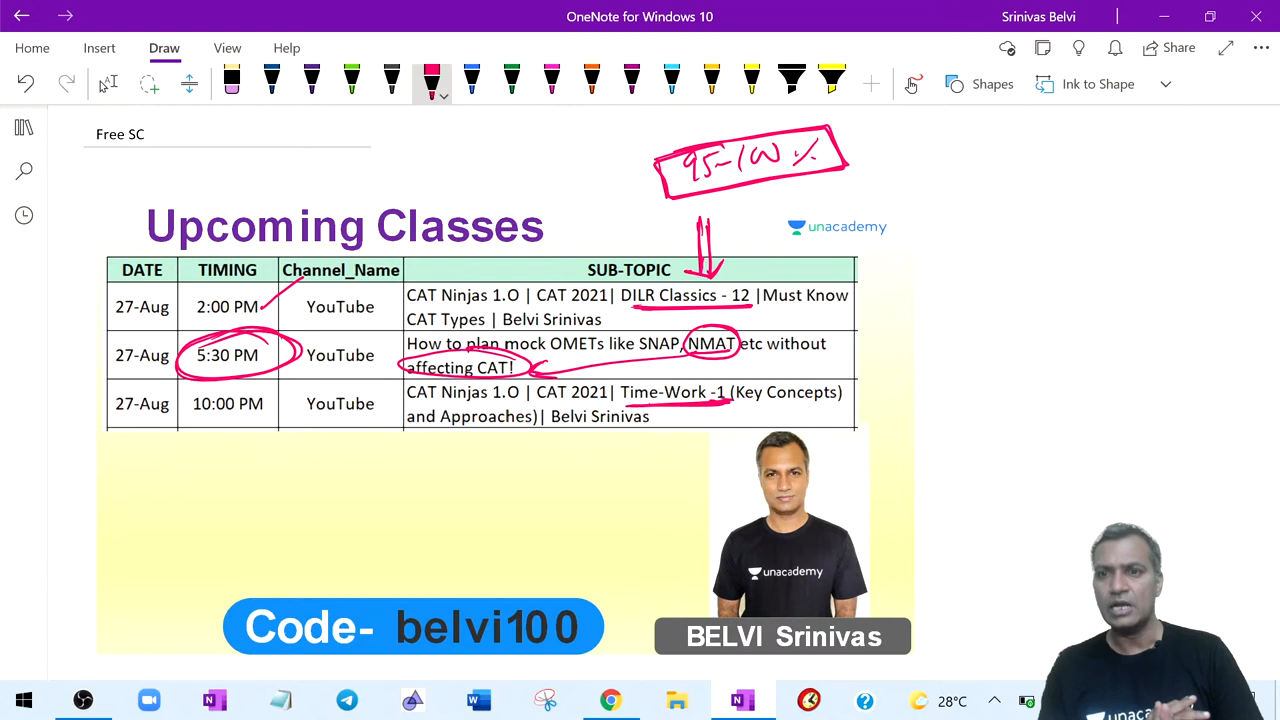 OneNote for Windows 10
Srinivas Belvi
Home Insert Draw View Help
Share
Shapes
Ink to Shape
Free SC
95-100 %
Upcoming Classes
unacademy
DATE TIMING Channel_Name SUB-TOPIC
27-Aug 2:00 PM YouTube CAT Ninjas 1.O | CAT 2021| DILR Classics - 12 |Must Know
CAT Types | Belvi Srinivas
27-Aug 5:30 PM YouTube How to plan mock OMETs like SNAP, NMAT etc without
affecting CAT!
27-Aug 10:00 PM YouTube CAT Ninjas 1.O | CAT 2021| Time-Work -1 (Key Concepts)
and Approaches)| Belvi Srinivas
unacademy
Code- belvi100
BELVI Srinivas
28°C